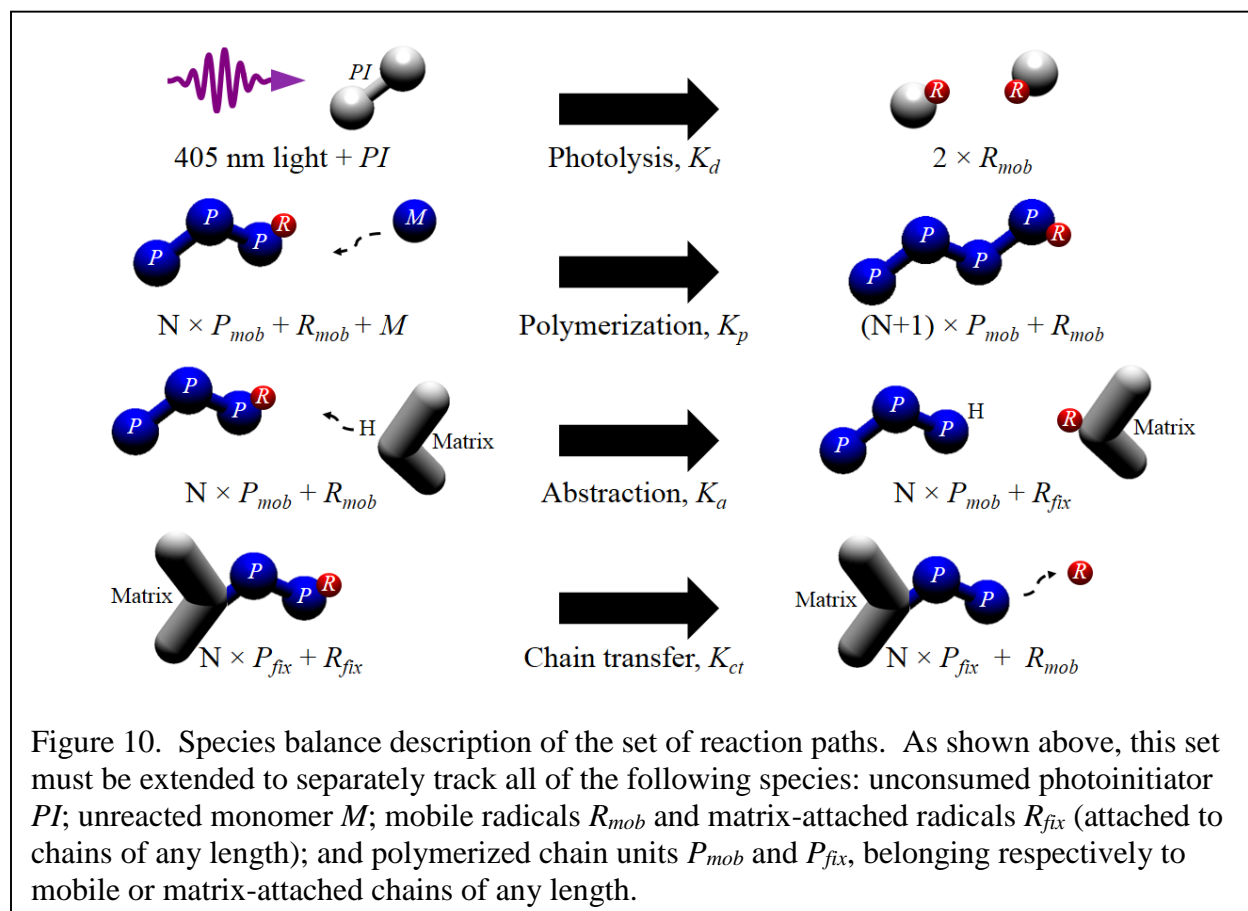 PI
R
R
405 nm light + PI
Photolysis, Kd
2 × Rmob
P
P
P
R
M
P
P
P
P
R
N × Pmob + Rmob + M
Polymerization, Kp
(N+1) × Pmob + Rmob
P
P
P
R
H
Matrix
P
P
P
H
R
Matrix
N × Pmob + Rmob
Abstraction, Ka
N × Pmob + Rfix
Matrix
P
P
R
Matrix
P
P
R
N × Pfix + Rfix
Chain transfer, Kct
N × Pfix + Rmob
Figure 10. Species balance description of the set of reaction paths. As shown above, this set
must be extended to separately track all of the following species: unconsumed photoinitiator
PI; unreacted monomer M; mobile radicals Rmob and matrix-attached radicals Rfix (attached to
chains of any length); and polymerized chain units Pmob and Pfix, belonging respectively to
mobile or matrix-attached chains of any length.